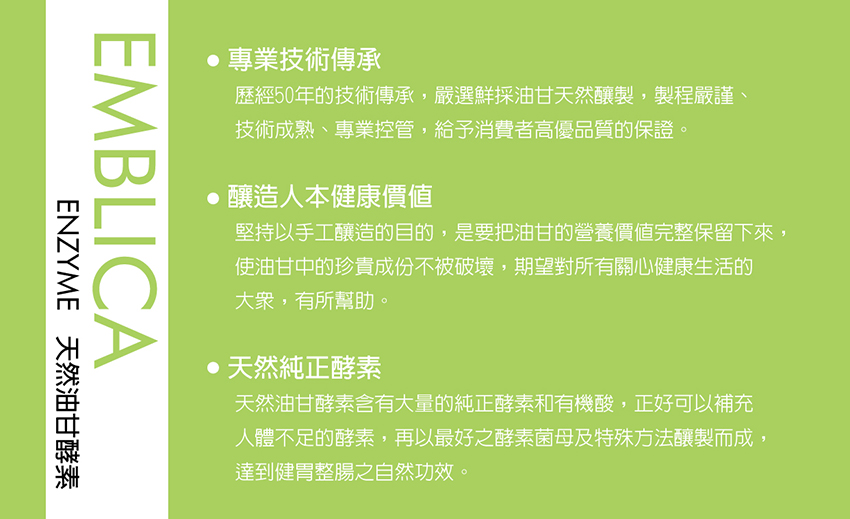 EMBLICA
ENZYME 天然油甘酵素
● 專業技術傳承
歷經50年的技術傳承，嚴選鮮採油甘天然釀製，製程嚴謹、
技術成熟、專業控管，給予消費者高優品質的保證。
● 釀造人本健康價值
堅持以手工釀造的目的，是要把油甘的營養價值完整保留下來，
使油甘中的珍貴成份不被破壞，期望對所有關心健康生活的
大眾，有所幫助。
● 天然純正酵素
天然油甘酵素含有大量的純正酵素和有機酸，正好可以補充
人體不足的酵素，再以最好之酵素菌母及特殊方法釀製而成，
達到健胃整腸之自然功效。